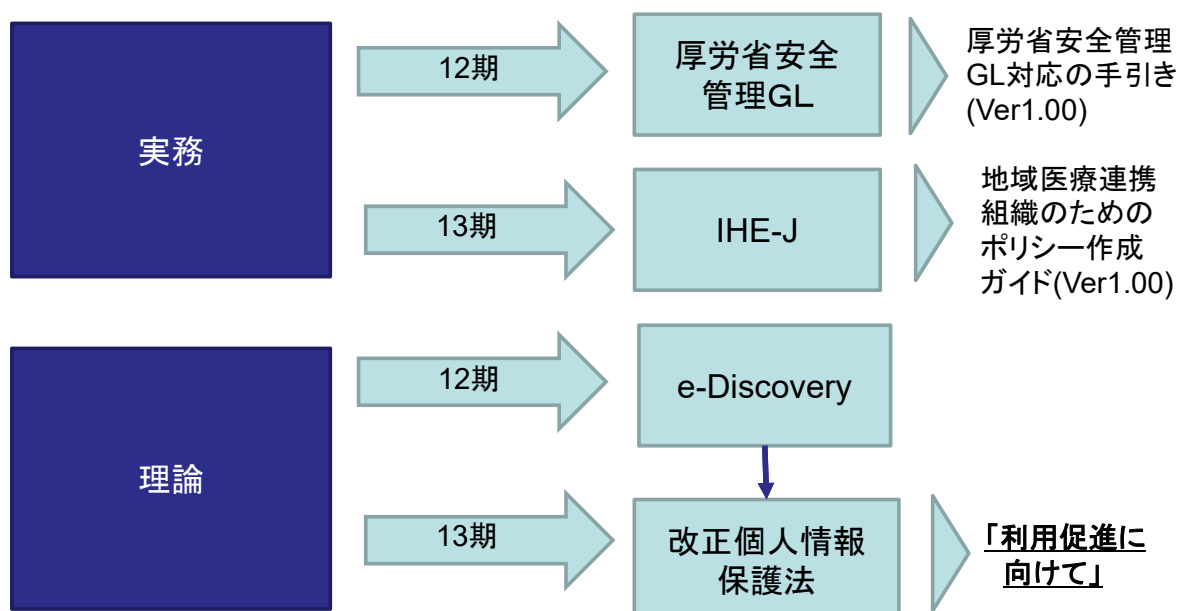 実務
12期
厚労省安全
管理GL
厚労省安全管理
GL対応の手引き
(Ver1.00)
13期
IHE-J
地域医療連携
組織のための
ポリシー作成
ガイド(Ver1.00)
理論
12期
e-Discovery
13期
改正個人情報
保護法
「利用促進に
向けて」